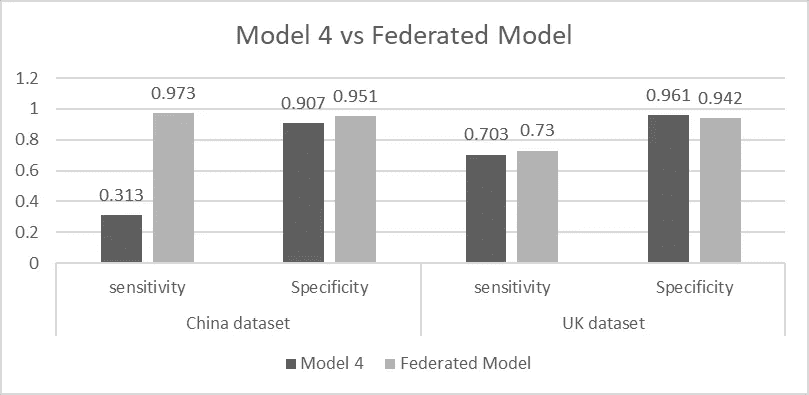 Model 4 vs Federated Model
1.2
1
0.8
0.6
0.4
0.2
0
0.313
0.973
0.907
0.951
0.703
0.73
0.961
0.942
sensitivity
Specificity
sensitivity
Specificity
China dataset
UK dataset
Model 4
Federated Model